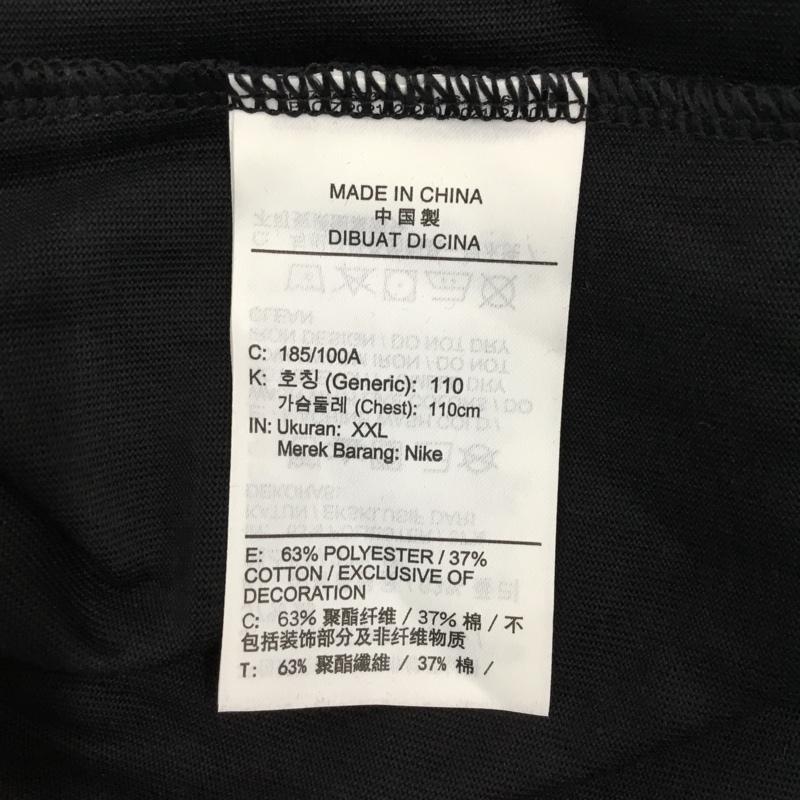 MADE IN CHINA
中国製
DIBUAT DI CINA
C: 185/100A
K: 호칭 (Generic): 110
가슴둘레 (Chest): 110cm
IN: Ukuran: XXL
Merek Barang: Nike
E: 63% POLYESTER / 37%
COTTON / EXCLUSIVE OF
DECORATION
C: 63% 聚酯纤维 / 37% 棉 / 不
包括装饰部分及非纤维物质
T: 63% 聚酯纖維 / 37% 棉 /